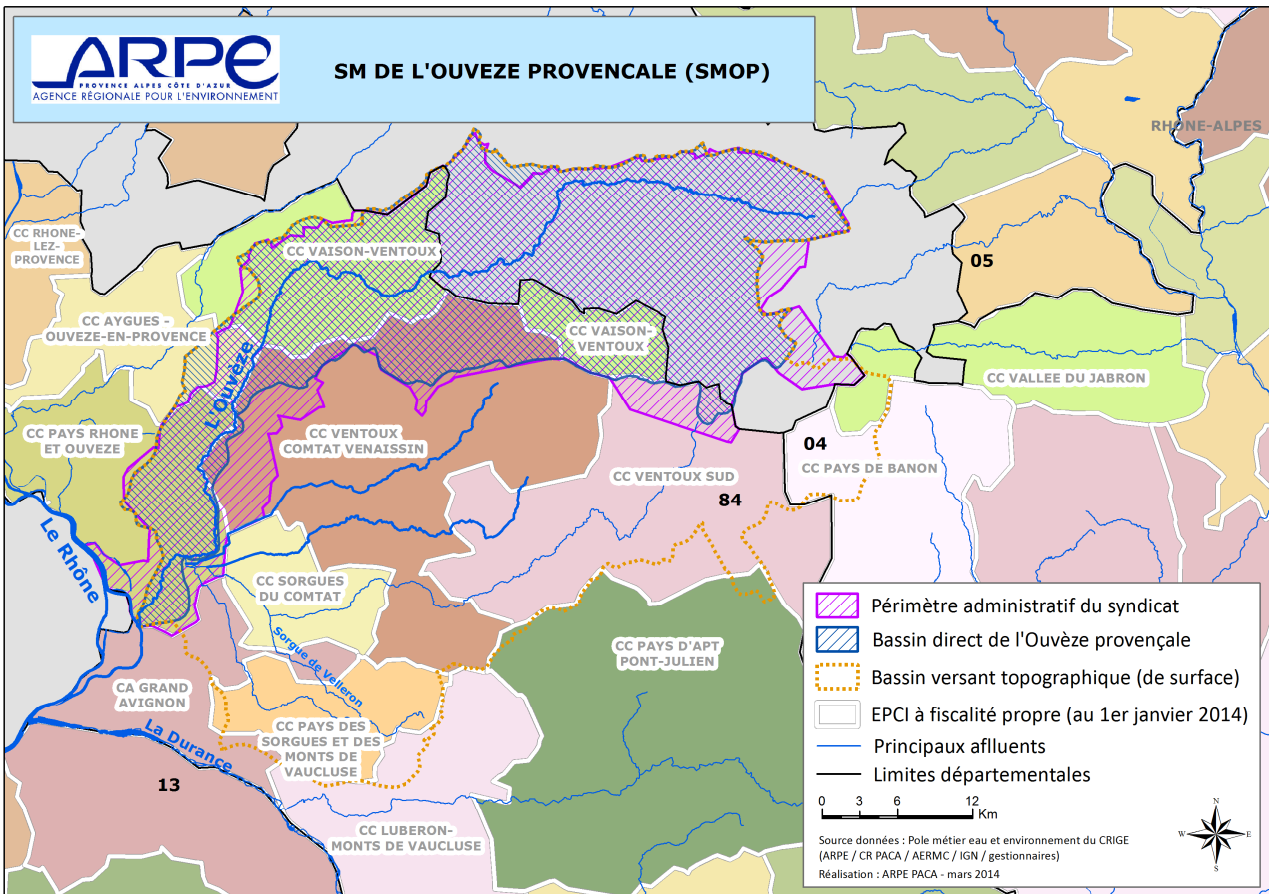 ARPE
PROVENCE ALPES CÔTE D'AZUR
AGENCE RÉGIONALE POUR L'ENVIRONNEMENT
SM DE L'OUVEZE PROVENCALE (SMOP)
RHONE-ALPES
CC RHONE-
LEZ-
PROVENCE
CC VAISON-VENTOUX
05
CC AYGUES -
OUVEZE-EN-PROVENCE
CC VAISON-
VENTOUX
L'Ouvèze
CC VALLEE DU JABRON
CC PAYS RHONE
ET OUVEZE
CC VENTOUX
COMTAT VENAISSIN
04
CC PAYS DE BANON
CC VENTOUX SUD
84
Le Rhône
CC SORGUES
DU COMTAT
Sorgue de Velleron
CC PAYS D'APT
PONT-JULIEN
CA GRAND
AVIGNON
La Durance
CC PAYS DES
SORGUES ET DES
MONTS DE
VAUCLUSE
13
CC LUBERON-
MONTS DE VAUCLUSE
Périmètre administratif du syndicat
Bassin direct de l'Ouvèze provençale
Bassin versant topographique (de surface)
EPCI à fiscalité propre (au 1er janvier 2014)
Principaux aflluents
Limites départementales
0 3 6 12
Km
Source données : Pole métier eau et environnement du CRIGE
(ARPE / CR PACA / AERMC / IGN / gestionnaires)
Réalisation : ARPE PACA - mars 2014
N
W E
S